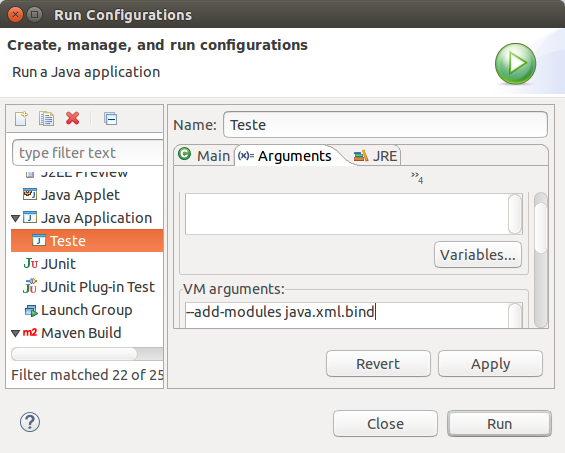 Run Configurations
Create, manage, and run configurations
Run a Java application
type filter text
J2EE Preview
Java Applet
Java Application
Teste
JUnit
JUnit Plug-in Test
Launch Group
Maven Build
Filter matched 22 of 25
Name: Teste
Main (x)= Arguments JRE
»4
Variables...
VM arguments:
--add-modules java.xml.bind
Revert Apply
Close Run